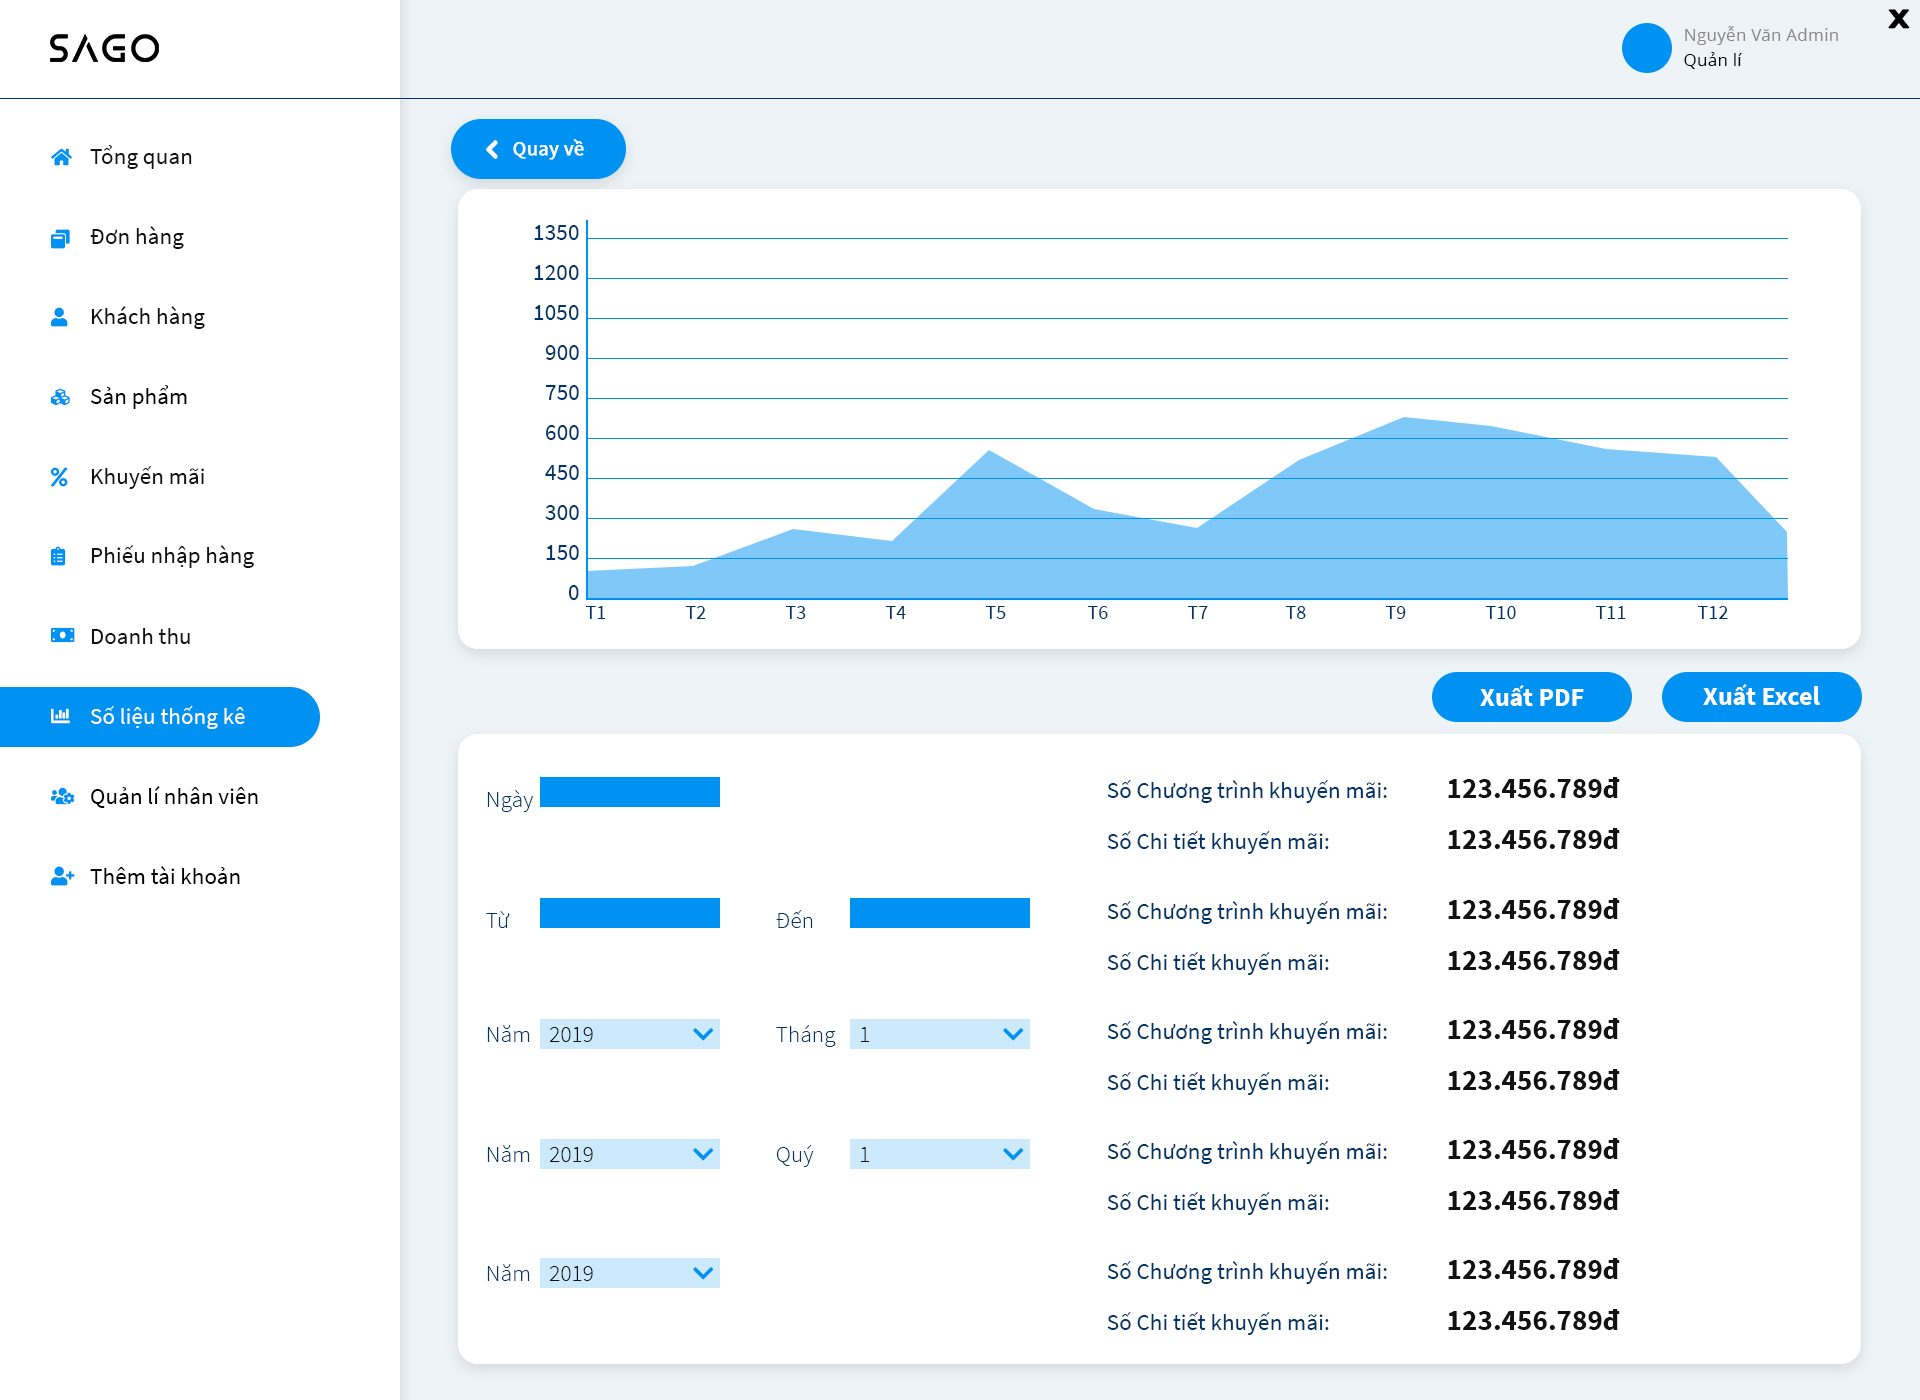 SAGO
Nguyễn Văn Admin
Quản lí
X
Tổng quan
Đơn hàng
Khách hàng
Sản phẩm
Khuyến mãi
Phiếu nhập hàng
Doanh thu
Số liệu thống kê
Quản lí nhân viên
Thêm tài khoản
Quay về
1350
1200
1050
900
750
600
450
300
150
0
T1 T2 T3 T4 T5 T6 T7 T8 T9 T10 T11 T12
Xuất PDF Xuất Excel
Ngày Số Chương trình khuyến mãi: 123.456.789đ
Số Chi tiết khuyến mãi: 123.456.789đ
Từ Đến Số Chương trình khuyến mãi: 123.456.789đ
Số Chi tiết khuyến mãi: 123.456.789đ
Năm 2019 Tháng 1 Số Chương trình khuyến mãi: 123.456.789đ
Số Chi tiết khuyến mãi: 123.456.789đ
Năm 2019 Quý 1 Số Chương trình khuyến mãi: 123.456.789đ
Số Chi tiết khuyến mãi: 123.456.789đ
Năm 2019 Số Chương trình khuyến mãi: 123.456.789đ
Số Chi tiết khuyến mãi: 123.456.789đ